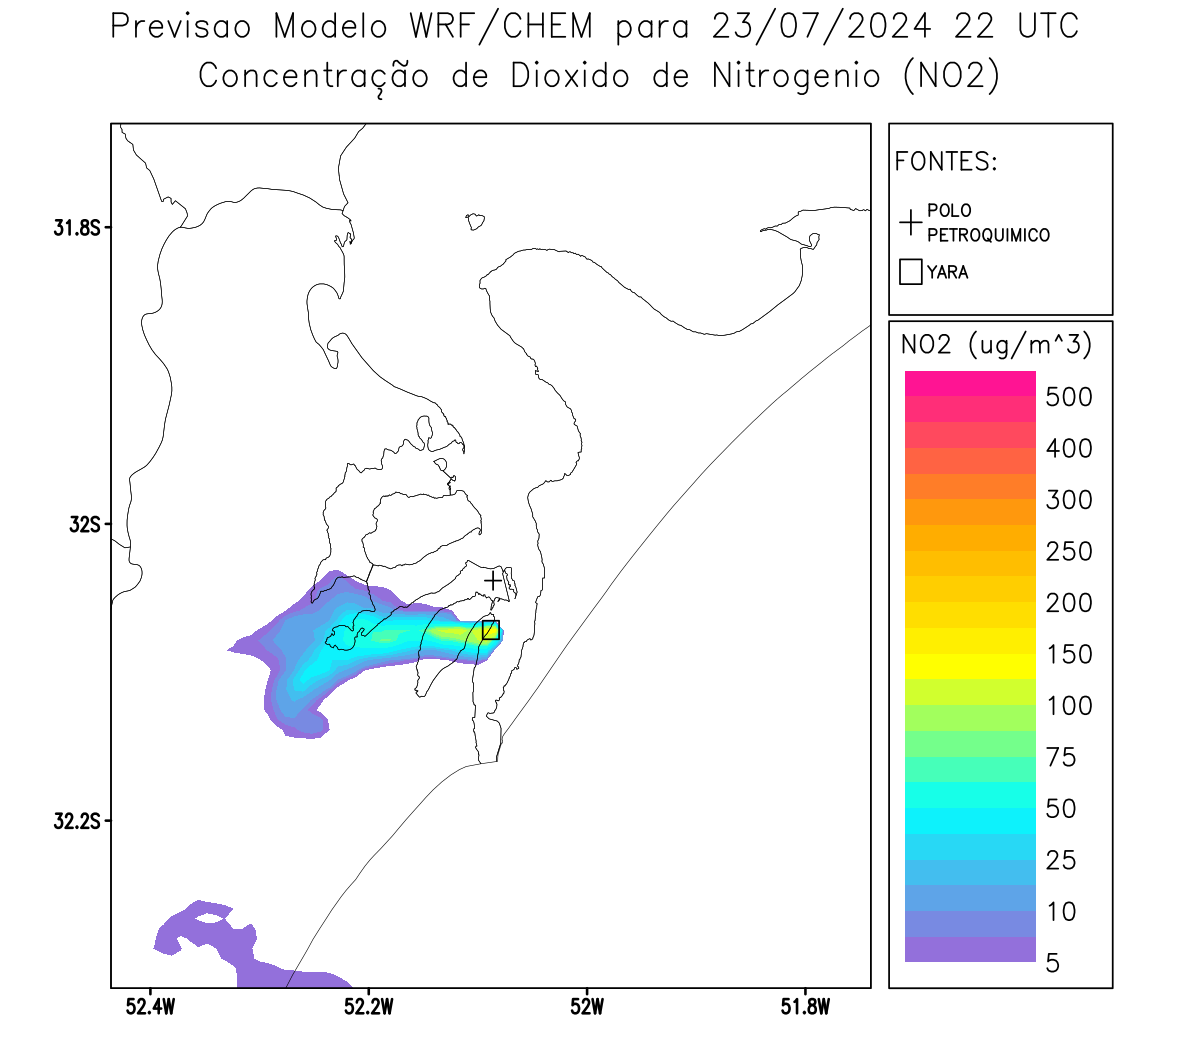 Previsao Modelo WRF/CHEM para 23/07/2024 22 UTC
Concentração de Dioxido de Nitrogenio (NO2)
FONTES:
POLO
PETROQUIMICO
YARA
NO2 (ug/m^3)
500
400
300
250
200
150
100
75
50
25
10
5
31.8S
32S
32.2S
52.4W
52.2W
52W
51.8W